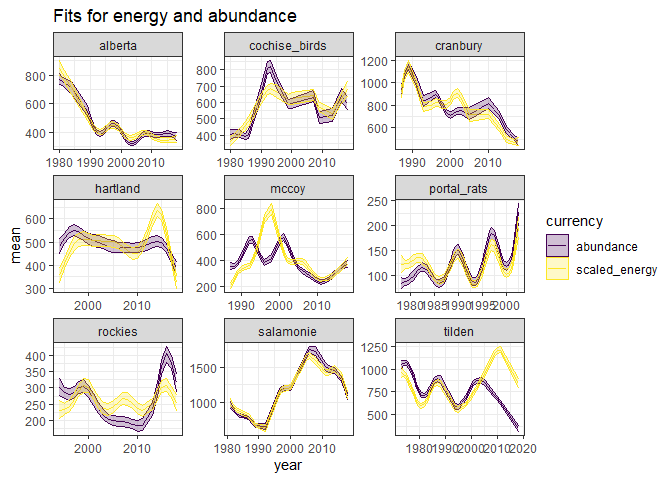 Fits for energy and abundance
alberta
cochise_birds
cranbury
800
600
400
1980 1990 2000 2010
800
700
600
500
400
1980 1990 2000 2010
1200
1000
800
600
1990 2000 2010
hartland
mccoy
portal_rats
600
500
400
300
2000 2010
800
600
400
200
1990 2000 2010
250
200
150
100
1980 1985 1990 1995 2000
rockies
salamonie
tilden
400
350
300
250
200
2000 2010
1500
1000
1980 1990 2000 2010
1250
1000
750
500
1980 1990 2000 2010 2020
mean
year
currency
abundance
scaled_energy